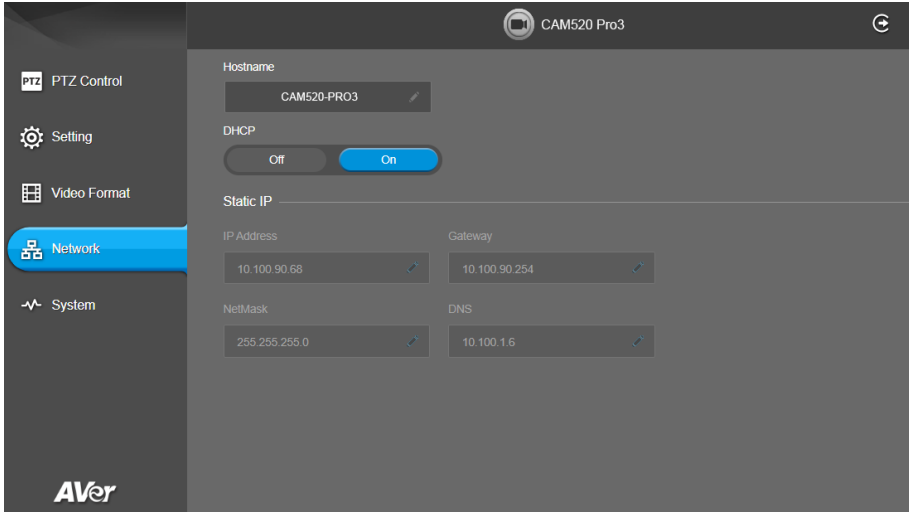 CAM520 Pro3
PTZ PTZ Control
Setting
Video Format
Network
System
AVer
Hostname
CAM520-PRO3
DHCP
Off On
Static IP
IP Address Gateway
10.100.90.68 10.100.90.254
NetMask DNS
255.255.255.0 10.100.1.6